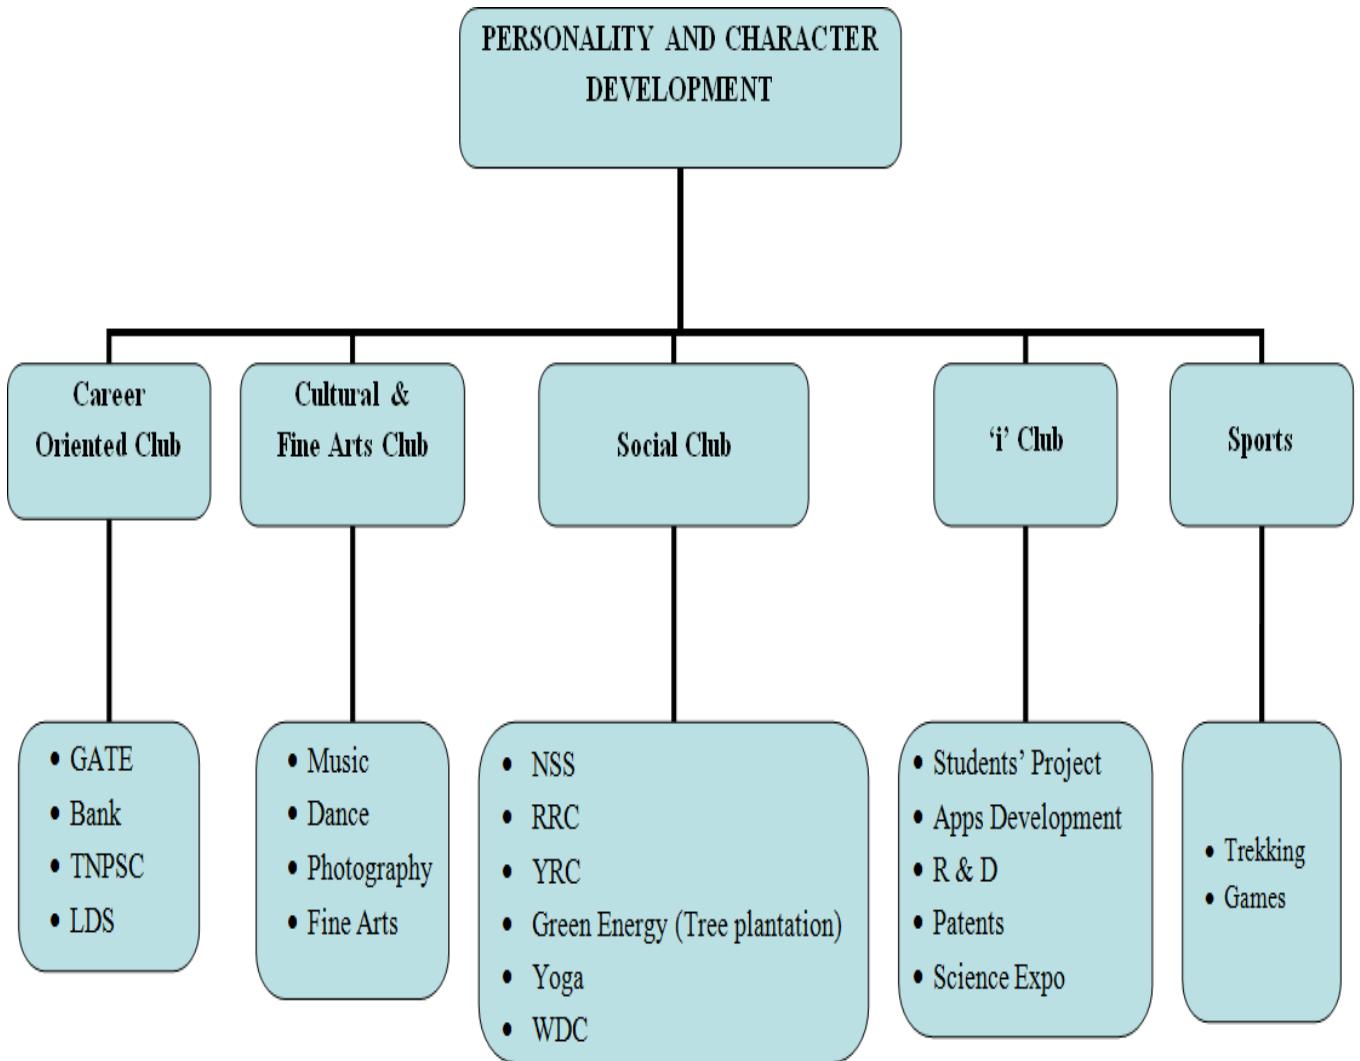 PERSONALITY AND CHARACTER
DEVELOPMENT
Career
Oriented Club
Cultural &
Fine Arts Club
Social Club
‘i’ Club
Sports
• GATE
• Bank
• TNPSC
• LDS
• Music
• Dance
• Photography
• Fine Arts
• NSS
• RRC
• YRC
• Green Energy (Tree plantation)
• Yoga
• WDC
• Students’ Project
• Apps Development
• R & D
• Patents
• Science Expo
• Trekking
• Games